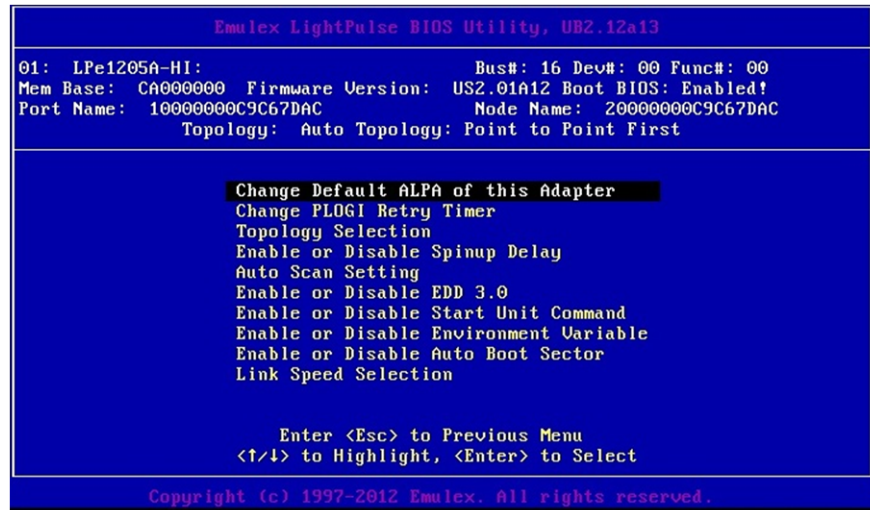 Emulex LightPulse BIOS Utility, UB2.12a13
01: LPe1205A-HI: Bus#: 16 Dev#: 00 Func#: 00
Mem Base: CA000000 Firmware Version: US2.01A12 Boot BIOS: Enabled!
Port Name: 10000000C9C67DAC Node Name: 20000000C9C67DAC
Topology: Auto Topology: Point to Point First
Change Default ALPA of this Adapter
Change PLOGI Retry Timer
Topology Selection
Enable or Disable Spinup Delay
Auto Scan Setting
Enable or Disable EDD 3.0
Enable or Disable Start Unit Command
Enable or Disable Environment Variable
Enable or Disable Auto Boot Sector
Link Speed Selection
Enter <Esc> to Previous Menu
<↑/↓> to Highlight, <Enter> to Select
Copyright (c) 1997-2012 Emulex. All rights reserved.